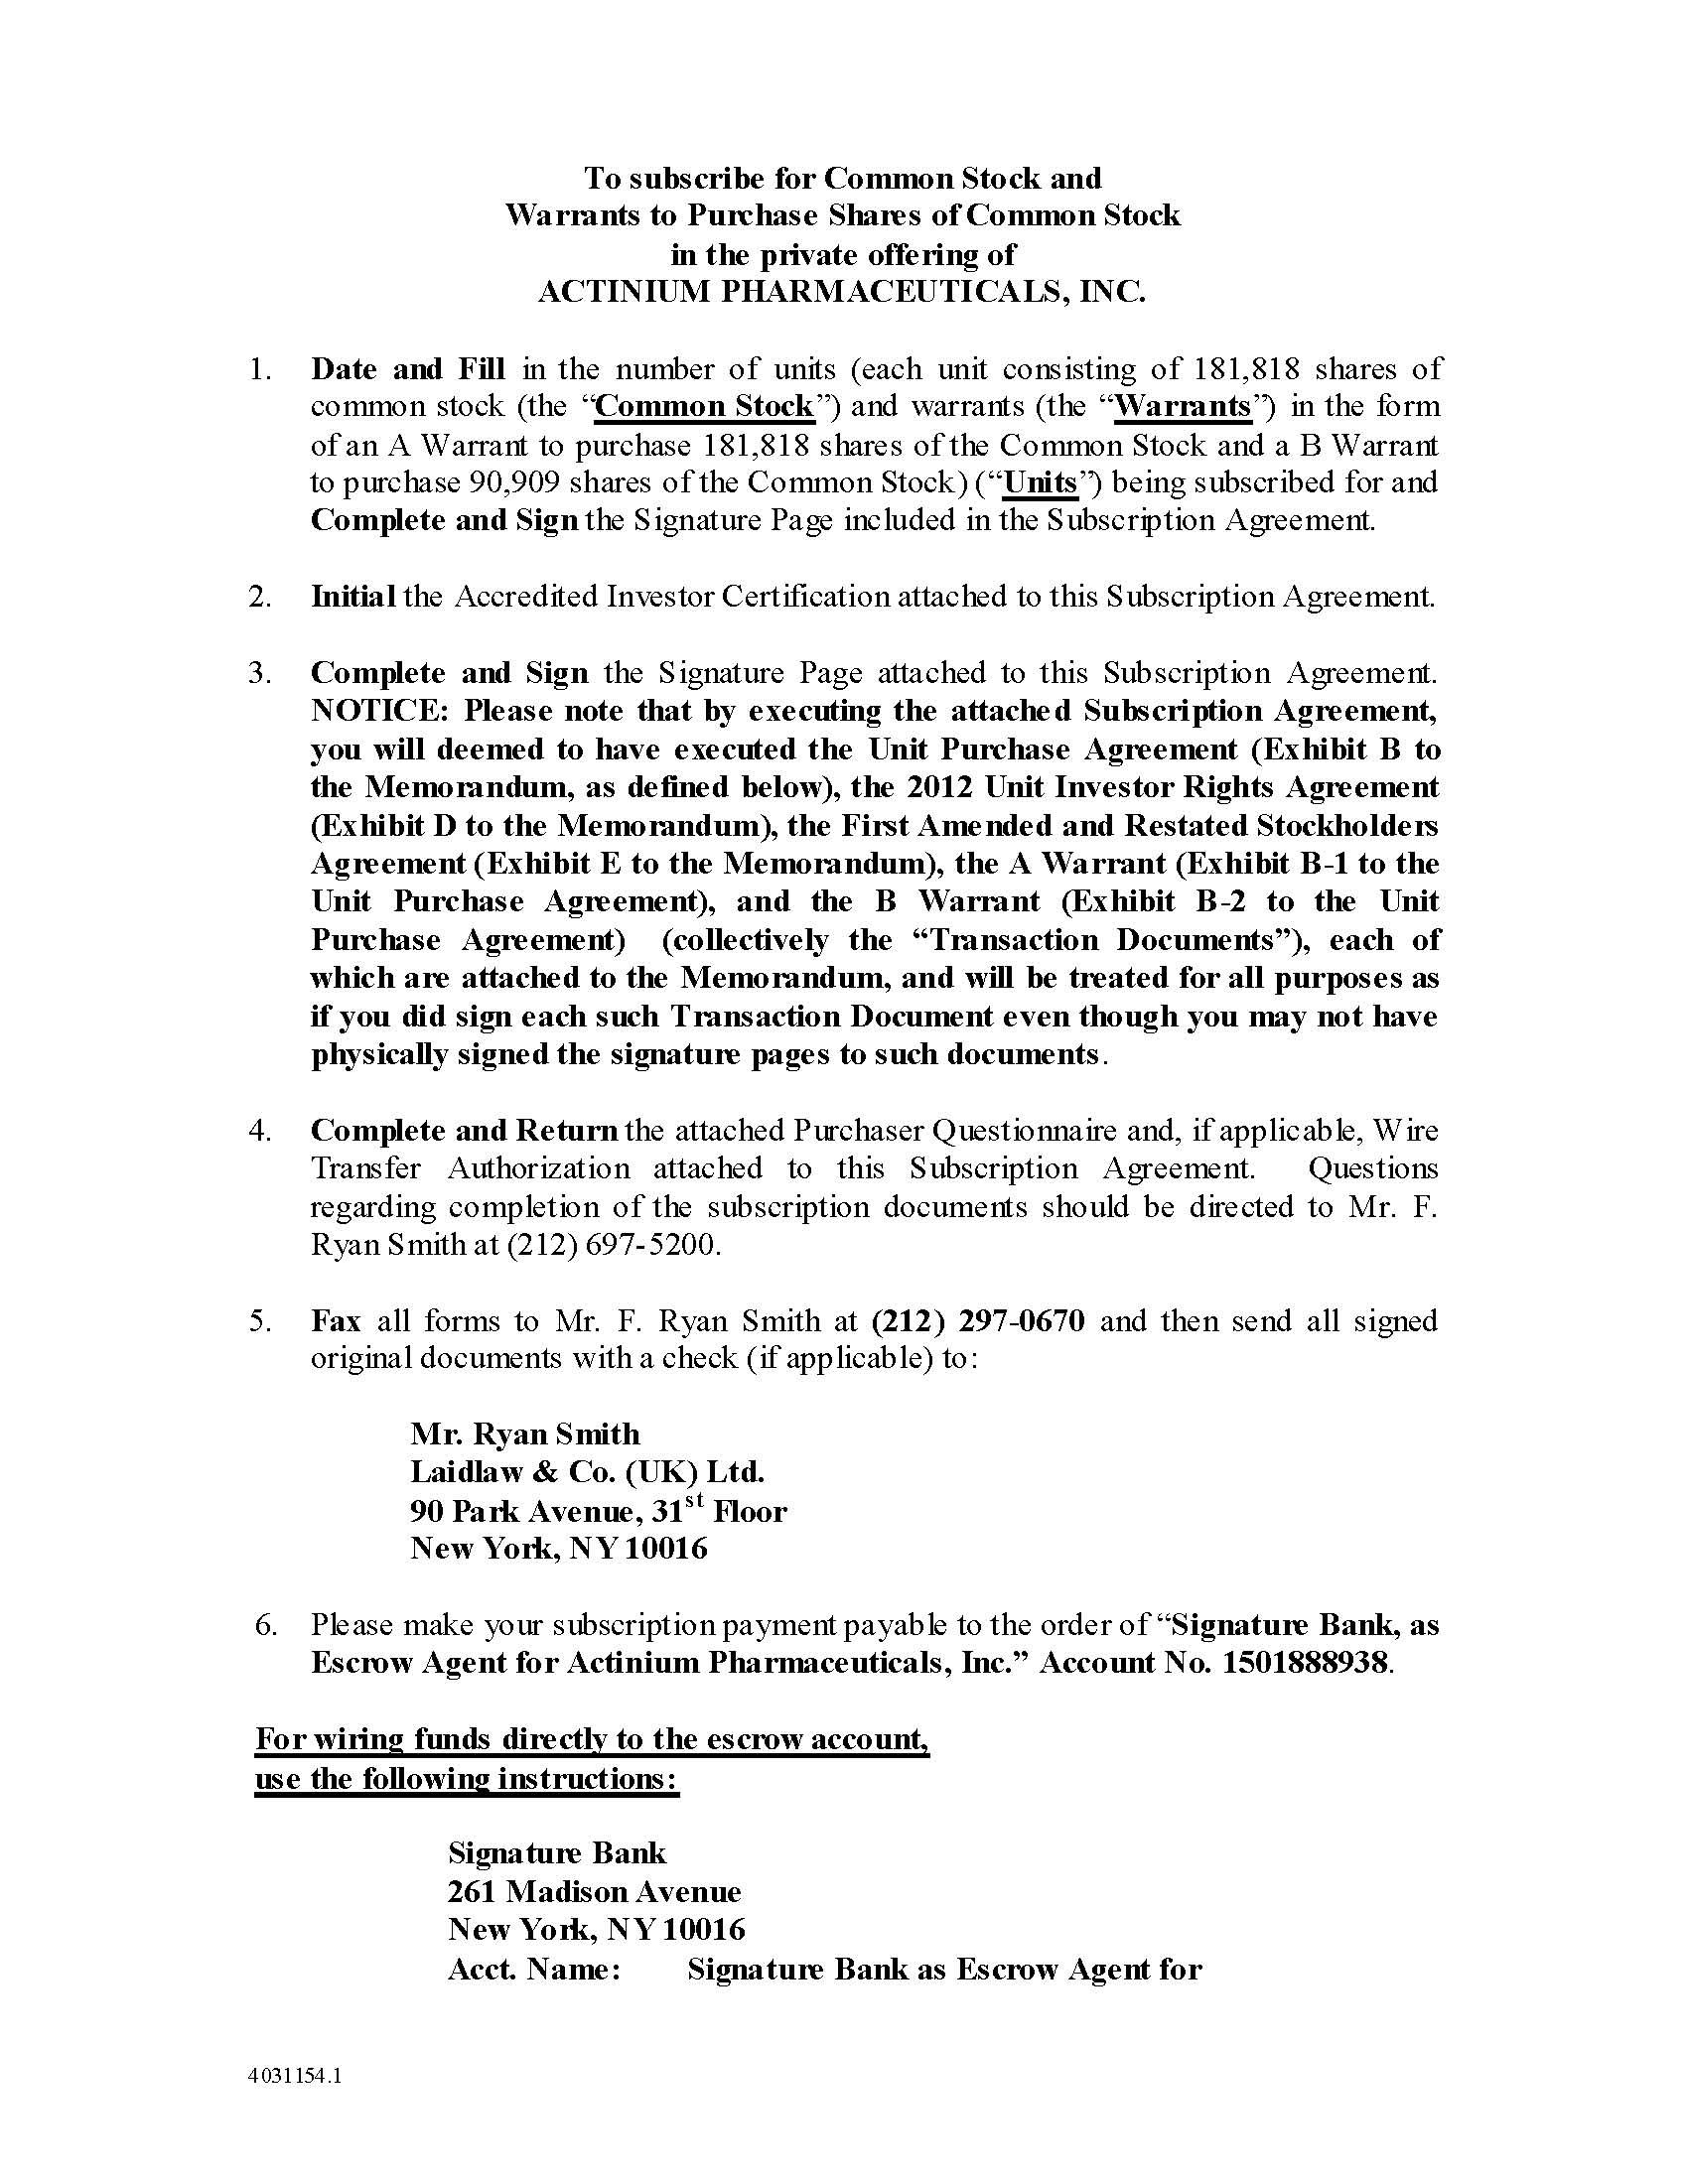 To subscribe for Common Stock and
Warrants to Purchase Shares of Common Stock
in the private offering of
ACTINIUM PHARMACEUTICALS, INC.
1. Date and Fill in the number of units (each unit consisting of 181,818 shares of
common stock (the “Common Stock”) and warrants (the “Warrants”) in the form
of an A Warrant to purchase 181,818 shares of the Common Stock and a B Warrant
to purchase 90,909 shares of the Common Stock) (“Units”) being subscribed for and
Complete and Sign the Signature Page included in the Subscription Agreement.
2. Initial the Accredited Investor Certification attached to this Subscription Agreement.
3. Complete and Sign the Signature Page attached to this Subscription Agreement.
NOTICE: Please note that by executing the attached Subscription Agreement,
you will deemed to have executed the Unit Purchase Agreement (Exhibit B to
the Memorandum, as defined below), the 2012 Unit Investor Rights Agreement
(Exhibit D to the Memorandum), the First Amended and Restated Stockholders
Agreement (Exhibit E to the Memorandum), the A Warrant (Exhibit B-1 to the
Unit Purchase Agreement), and the B Warrant (Exhibit B-2 to the Unit
Purchase Agreement) (collectively the “Transaction Documents”), each of
which are attached to the Memorandum, and will be treated for all purposes as
if you did sign each such Transaction Document even though you may not have
physically signed the signature pages to such documents.
4. Complete and Return the attached Purchaser Questionnaire and, if applicable, Wire
Transfer Authorization attached to this Subscription Agreement. Questions
regarding completion of the subscription documents should be directed to Mr. F.
Ryan Smith at (212) 697-5200.
5. Fax all forms to Mr. F. Ryan Smith at (212) 297-0670 and then send all signed
original documents with a check (if applicable) to:
Mr. Ryan Smith
Laidlaw & Co. (UK) Ltd.
90 Park Avenue, 31st Floor
New York, NY 10016
6. Please make your subscription payment payable to the order of “Signature Bank, as
Escrow Agent for Actinium Pharmaceuticals, Inc.” Account No. 1501888938.
For wiring funds directly to the escrow account,
use the following instructions:
Signature Bank
261 Madison Avenue
New York, NY 10016
Acct. Name: Signature Bank as Escrow Agent for
4031154.1